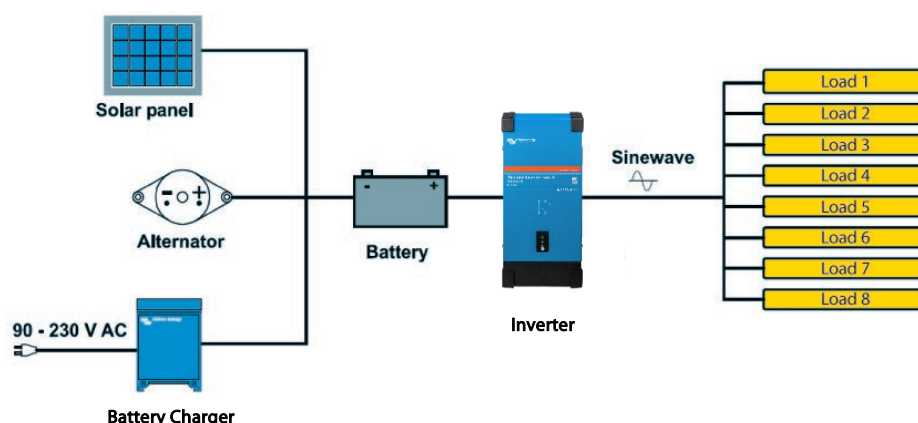 Solar panel
Alternator
90 - 230 V AC
Battery Charger
Battery
- +
- +
Inverter
Sinewave
Load 1
Load 2
Load 3
Load 4
Load 5
Load 6
Load 7
Load 8